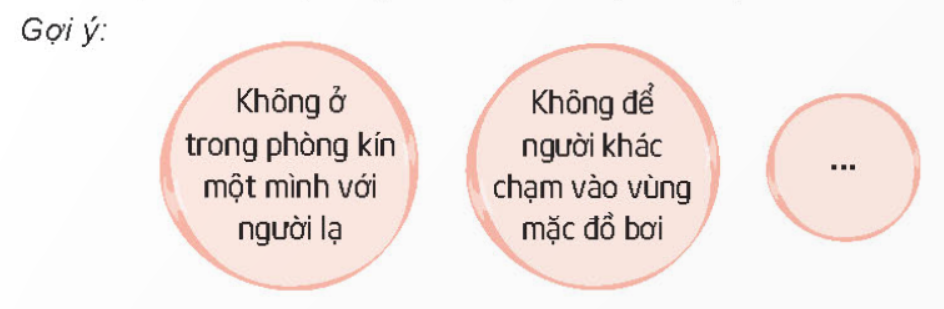 Gợi ý:
Không ở
trong phòng kín
một mình với
người lạ
Không để
người khác
chạm vào vùng
mặc đồ bơi
...